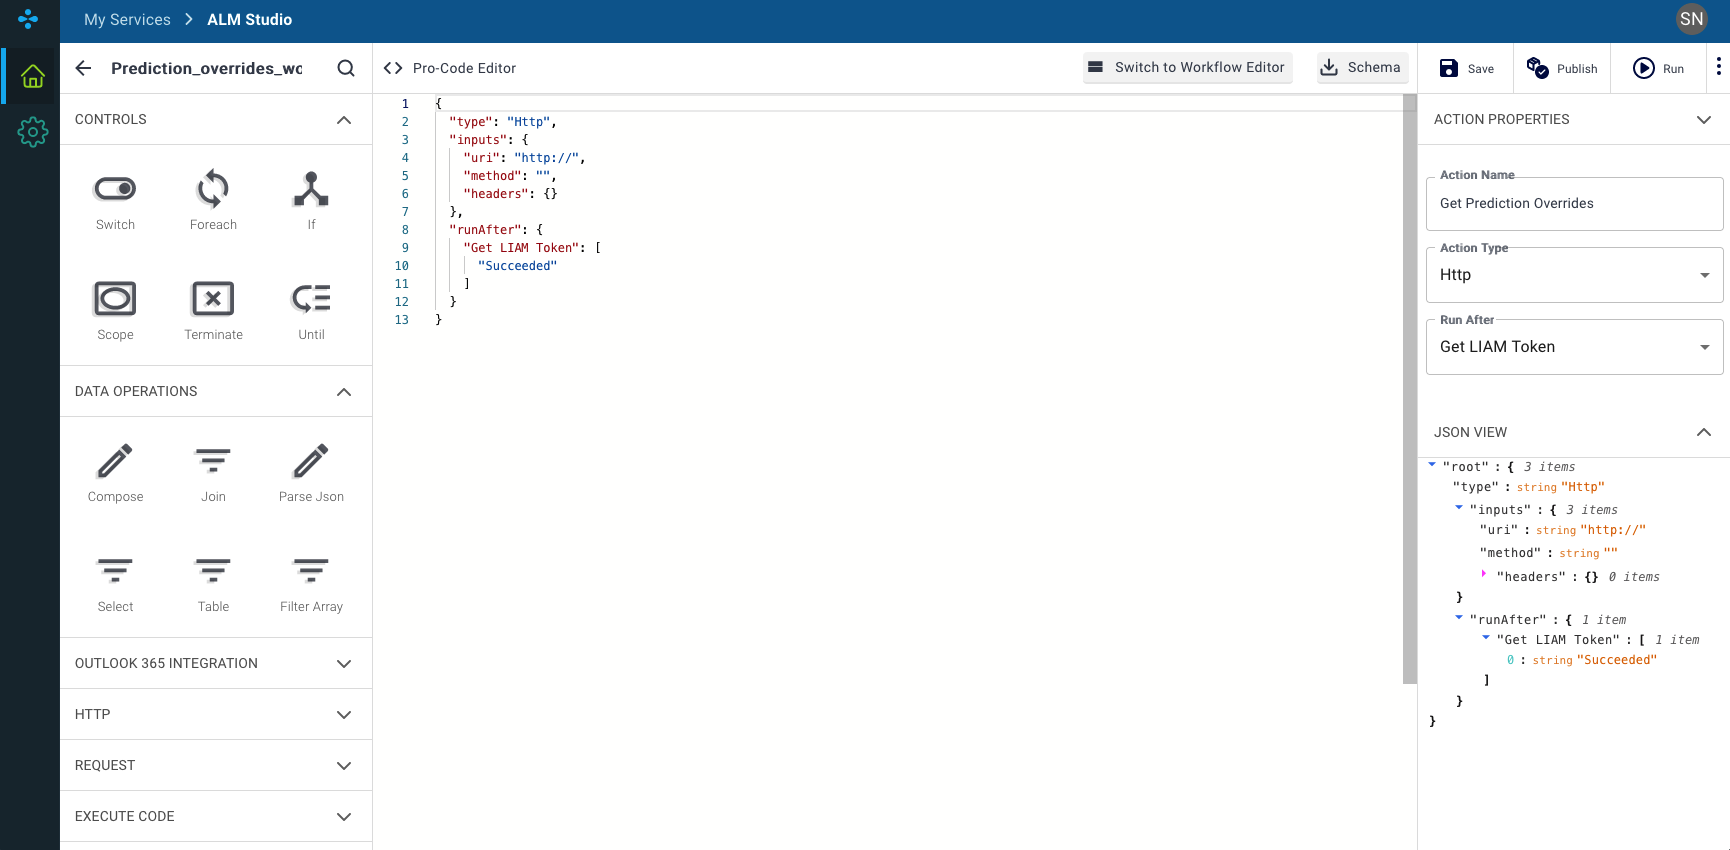 My Services > ALM Studio
SN
Prediction_overrides_wc
Pro-Code Editor
Switch to Workflow Editor
Schema
Save
Publish
Run
CONTROLS
Switch
Foreach
If
Scope
Terminate
Until
DATA OPERATIONS
Compose
Join
Parse Json
Select
Table
Filter Array
OUTLOOK 365 INTEGRATION
HTTP
REQUEST
EXECUTE CODE
1 {
2 "type": "Http",
3 "inputs": {
4 "uri": "http://",
5 "method": "",
6 "headers": {}
7 },
8 "runAfter": {
9 "Get LIAM Token": [
10 "Succeeded"
11 ]
12 }
13 }
ACTION PROPERTIES
Action Name
Get Prediction Overrides
Action Type
Http
Run After
Get LIAM Token
JSON VIEW
"root" : { 3 items
"type" : string "Http"
"inputs" : { 3 items
"uri" : string "http://"
"method" : string ""
"headers" : {} 0 items
}
"runAfter" : { 1 item
"Get LIAM Token" : [ 1 item
0 : string "Succeeded"
]
}
}